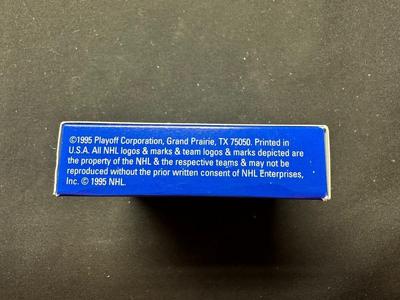 ©1995 Playoff Corporation, Grand Prairie, TX 75050. Printed in
U.S.A. All NHL logos & marks & team logos & marks depicted are
the property of the NHL & the respective teams & may not be
reproduced without the prior written consent of NHL Enterprises,
Inc. © 1995 NHL.